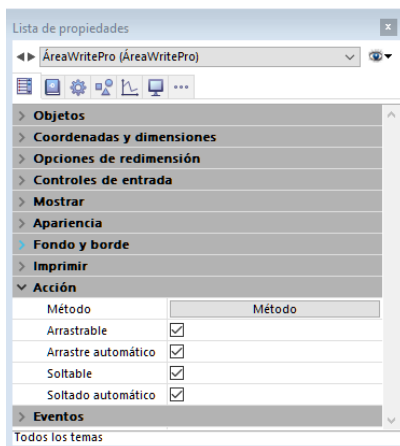 Lista de propiedades
x
ÁreaWritePro (ÁreaWritePro)
Objetos
Coordenadas y dimensiones
Opciones de redimensión
Controles de entrada
Mostrar
Apariencia
Fondo y borde
Imprimir
Acción
Método Método
Arrastrable
Arrastre automático
Soltable
Soltado automático
Eventos
Todos los temas